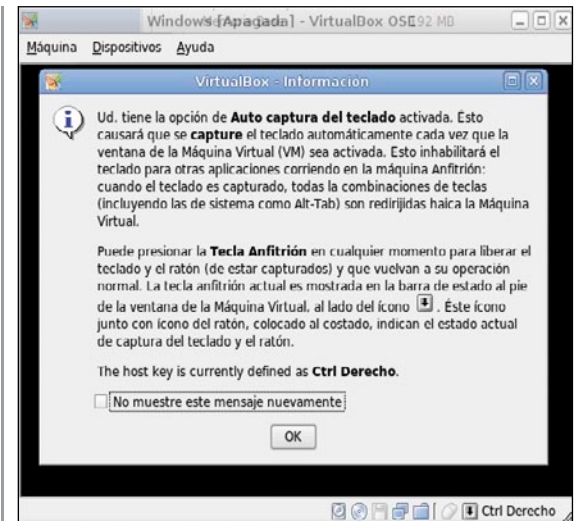 Windows [Apagada] - VirtualBox OSE
Máquina Dispositivos Ayuda
VirtualBox - Información
Ud. tiene la opción de Auto captura del teclado activada. Ésto
causará que se capture el teclado automáticamente cada vez que la
ventana de la Máquina Virtual (VM) sea activada. Esto inhabilitará el
teclado para otras aplicaciones corriendo en la máquina Anfitrión:
cuando el teclado es capturado, todas la combinaciones de teclas
(incluyendo las de sistema como Alt-Tab) son redirijidas haica la Máquina
Virtual.
Puede presionar la Tecla Anfitrión en cualquier momento para liberar el
teclado y el ratón (de estar capturados) y que vuelvan a su operación
normal. La tecla anfitrión actual es mostrada en la barra de estado al pie
de la ventana de la Máquina Virtual, al lado del ícono . Éste ícono
junto con ícono del ratón, colocado al costado, indican el estado actual
de captura del teclado y el ratón.
The host key is currently defined as Ctrl Derecho.
No muestre este mensaje nuevamente
OK
Ctrl Derecho